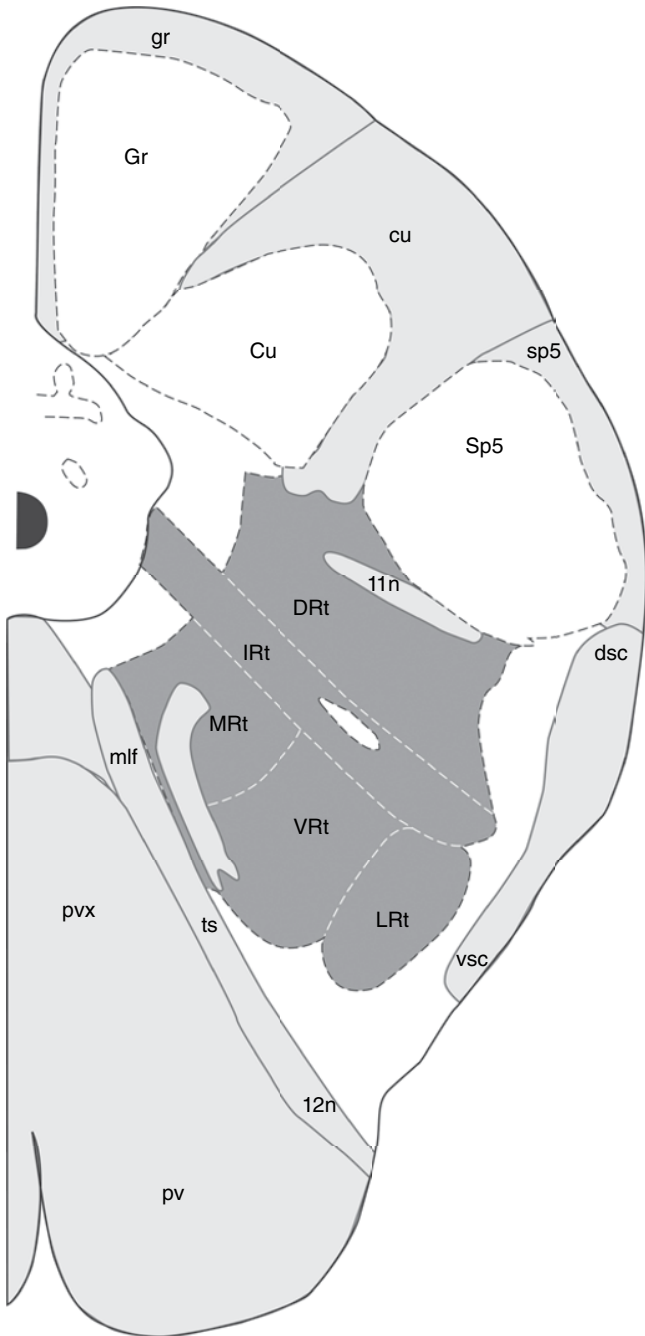 gr
Gr
cu
Cu
sp5
Sp5
11n
DRt
IRt
dsc
MRt
mlf
VRt
pvx
LRt
ts
vsc
12n
pv